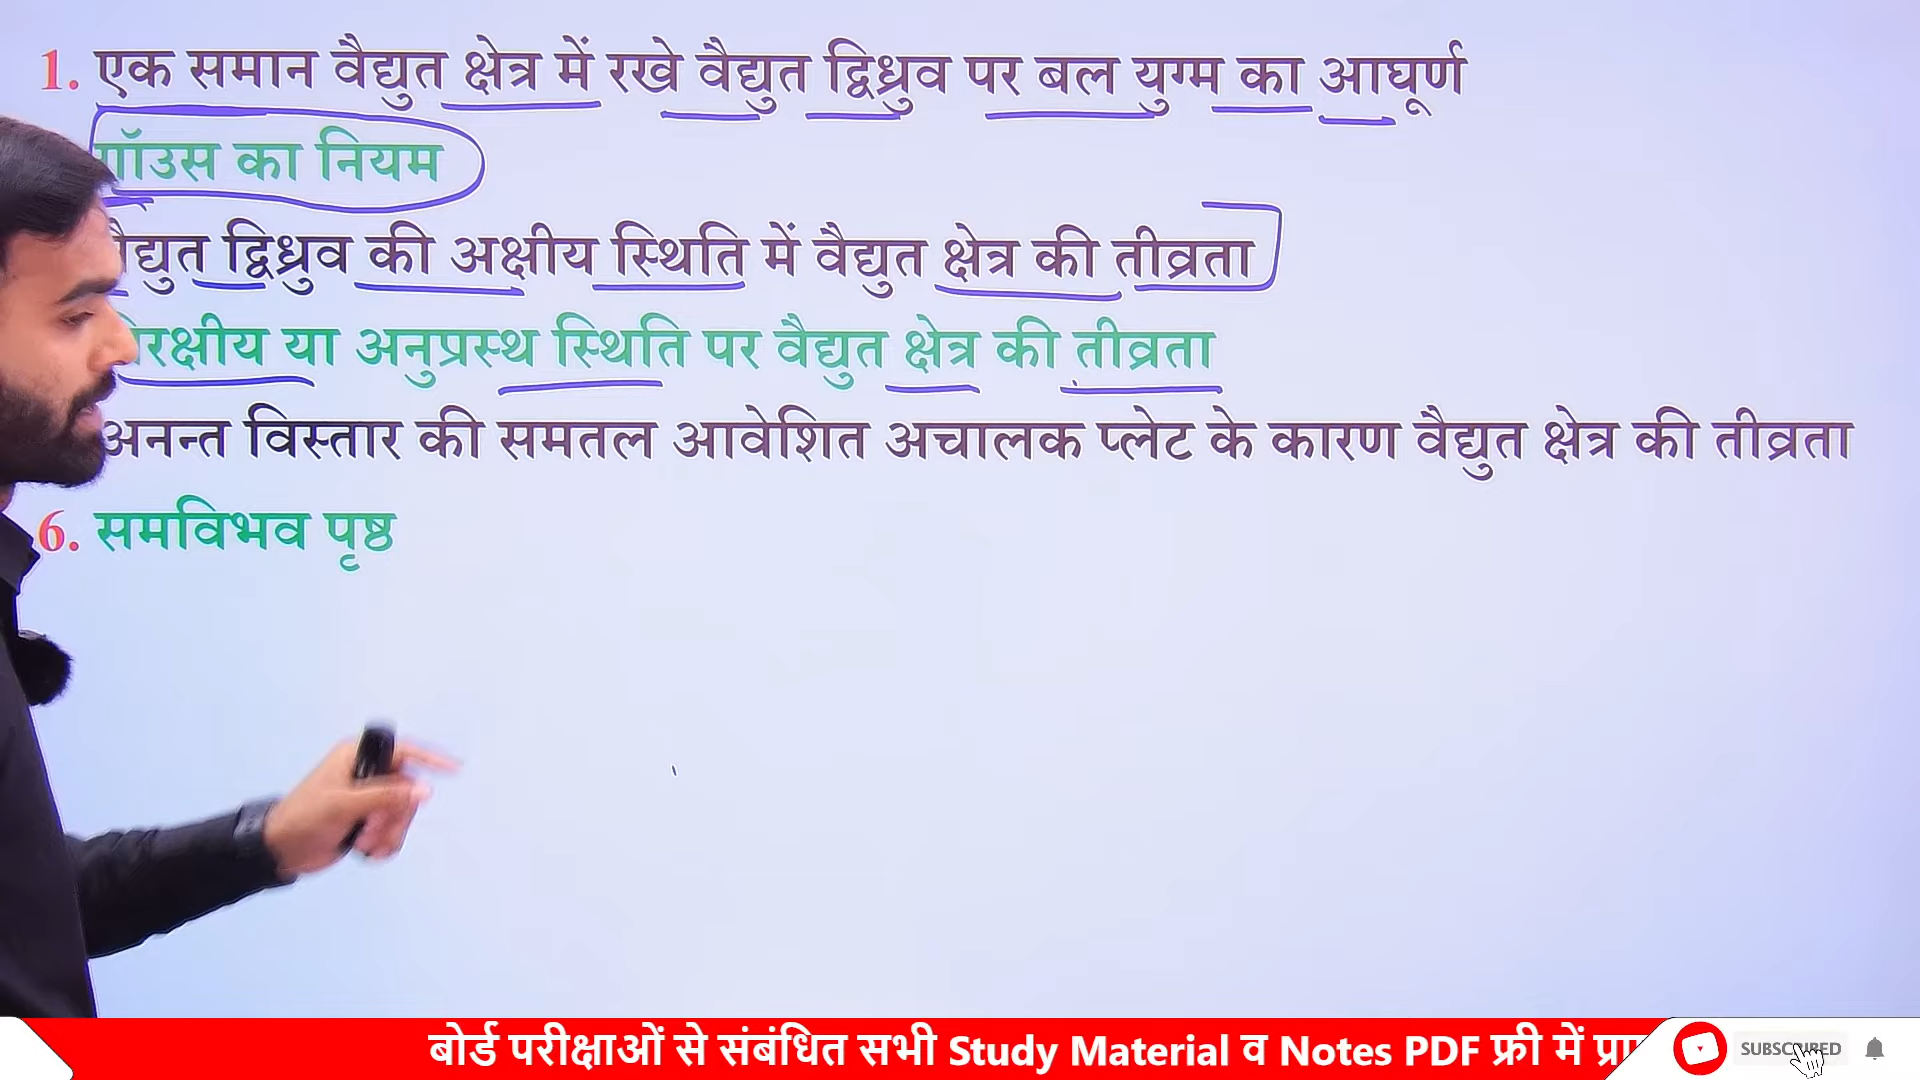 1. एक समान वैद्युत क्षेत्र में रखे वैद्युत द्विध्रुव पर बल युग्म का आघूर्ण
गॉउस का नियम
द्विध्रुव की अक्षीय स्थिति में वैद्युत क्षेत्र की तीव्रता
या अनुप्रस्थ स्थिति पर वैद्युत क्षेत्र की तीव्रता
अनन्त विस्तार की समतल आवेशित अचालक प्लेट के कारण वैद्युत क्षेत्र की तीव्रता
6. समविभव पृष्ठ
बोर्ड परीक्षाओं से संबंधित सभी Study Material व Notes PDF फ्री में
SUBSCRIBED